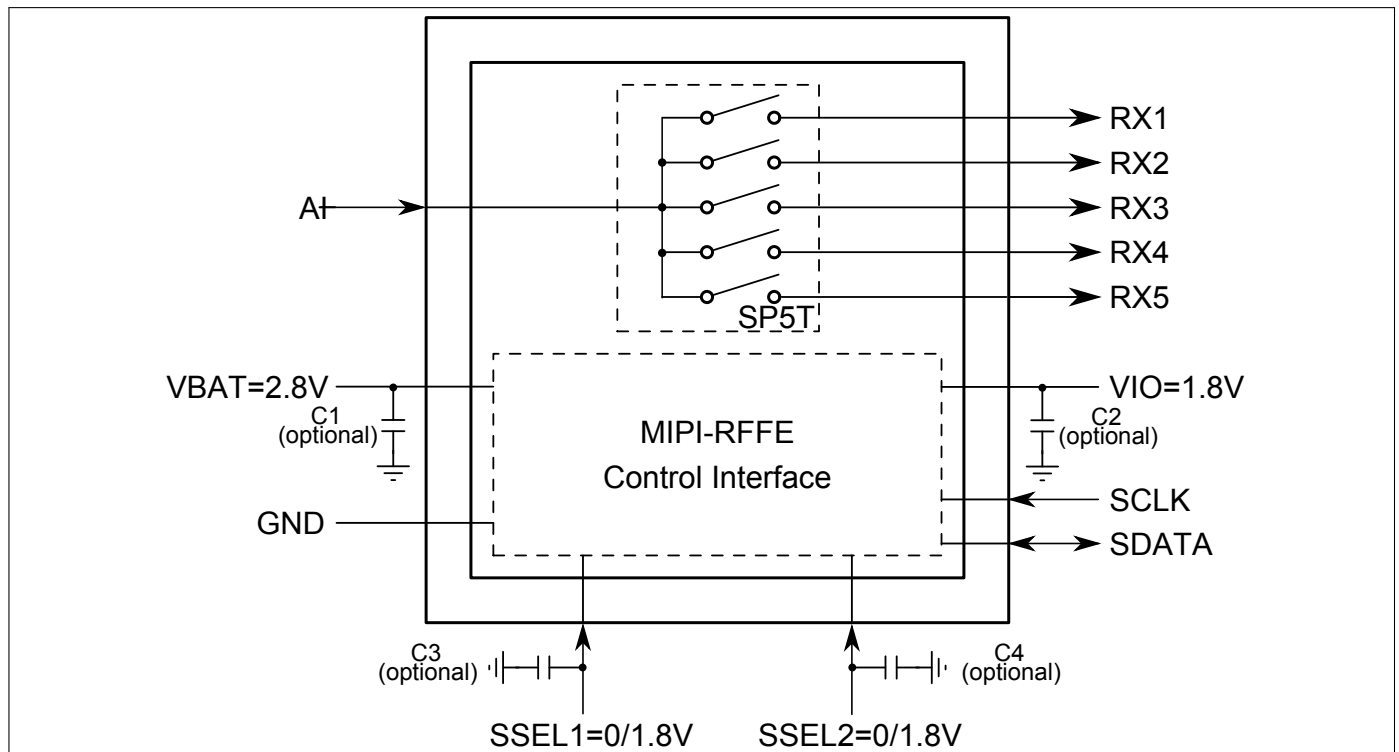 RX1
RX2
AI
RX3
RX4
RX5
SP5T
VBAT=2.8V
VIO=1.8V
C1
(optional)
C2
(optional)
MIPI-RFFE
Control Interface
SCLK
GND
SDATA
C3
(optional)
C4
(optional)
SSEL1=0/1.8V
SSEL2=0/1.8V